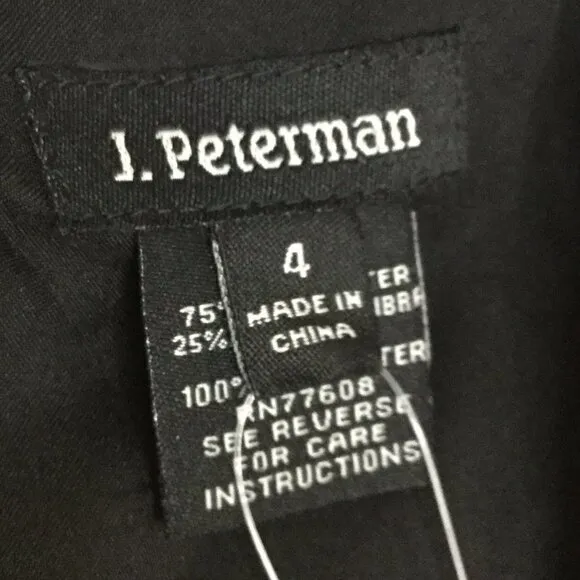 J. Peterman
4
MADE IN
CHINA
75
25%
100%
RN77608
SEE REVERSE
FOR CARE
INSTRUCTIONS